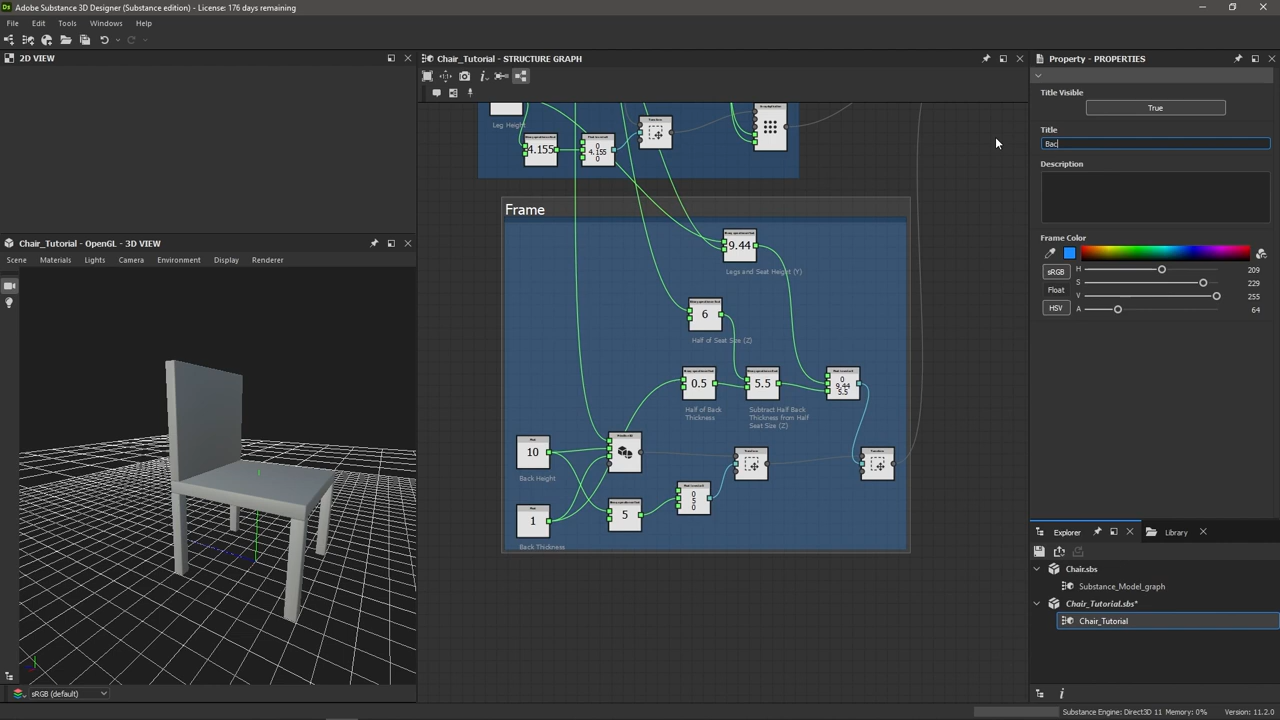 Ds Adobe Substance 3D Designer (Substance edition) - License: 176 days remaining
File Edit Tools Windows Help
2D VIEW
Chair_Tutorial - OpenGL - 3D VIEW
Scene Materials Lights Camera Environment Display Renderer
sRGB (default)
Chair_Tutorial - STRUCTURE GRAPH
Leg Height
4.155
0
4.155
0
Frame
9.44
Legs and Seat Height (Y)
6
Half of Seat Size (Z)
0.5
Half of Back
Thickness
5.5
Subtract Half Back
Thickness from Half
Seat Size (Z)
0
9.44
5.5
10
Back Height
1
Back Thickness
5
0
5
0
Property - PROPERTIES
Title Visible
True
Title
Bac
Description
Frame Color
sRGB
Float
HSV
H 209
S 229
V 255
A 64
Explorer
Library
Chair.sbs
Substance_Model_graph
Chair_Tutorial.sbs*
Chair_Tutorial
Substance Engine: Direct3D 11 Memory: 0% Version: 11.2.0